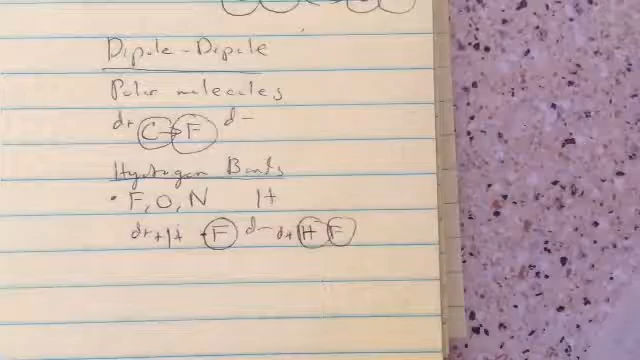 Dipole - Dipole
Polar molecules
d+ C → F d-
Hydrogen Bonds
• F, O, N H
d+ H F d- d+ H F